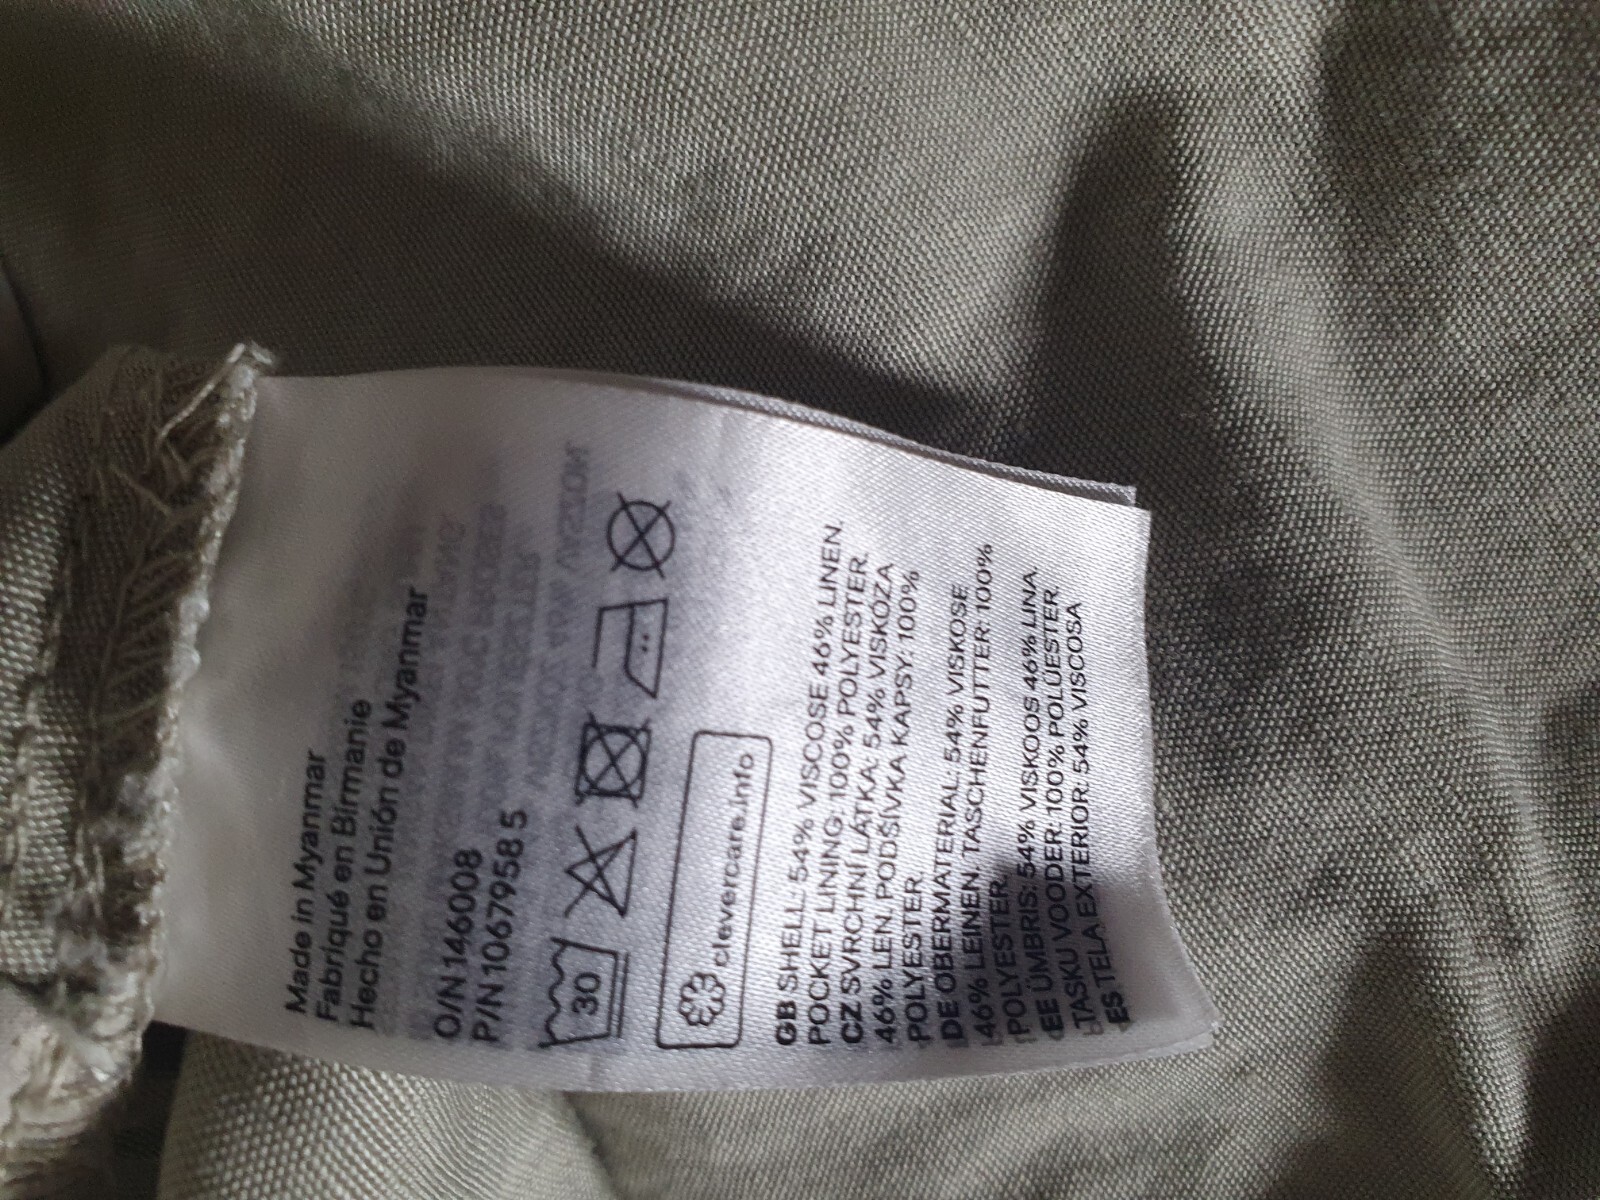 Made in Myanmar
Fabriqué en Birmanie
Hecho en Unión de Myanmar
O/N 146008
P/N 1067958 5
30
clevercare.info
GB SHELL: 54% VISCOSE 46% LINEN.
POCKET LINING: 100% POLYESTER.
CZ SVRCHNÍ LÁTKA: 54% VISKÓZA
46% LEN. PODŠÍVKA KAPSY: 100%
POLYESTER.
DE OBERMATERIAL: 54% VISKOSE
46% LEINEN. TASCHENFUTTER: 100%
POLYESTER.
EE ÜMBRIS: 54% VISKOOS 46% LINA.
TASKU VOODER: 100% POLÜESTER.
ES TELA EXTERIOR: 54% VISCOSA